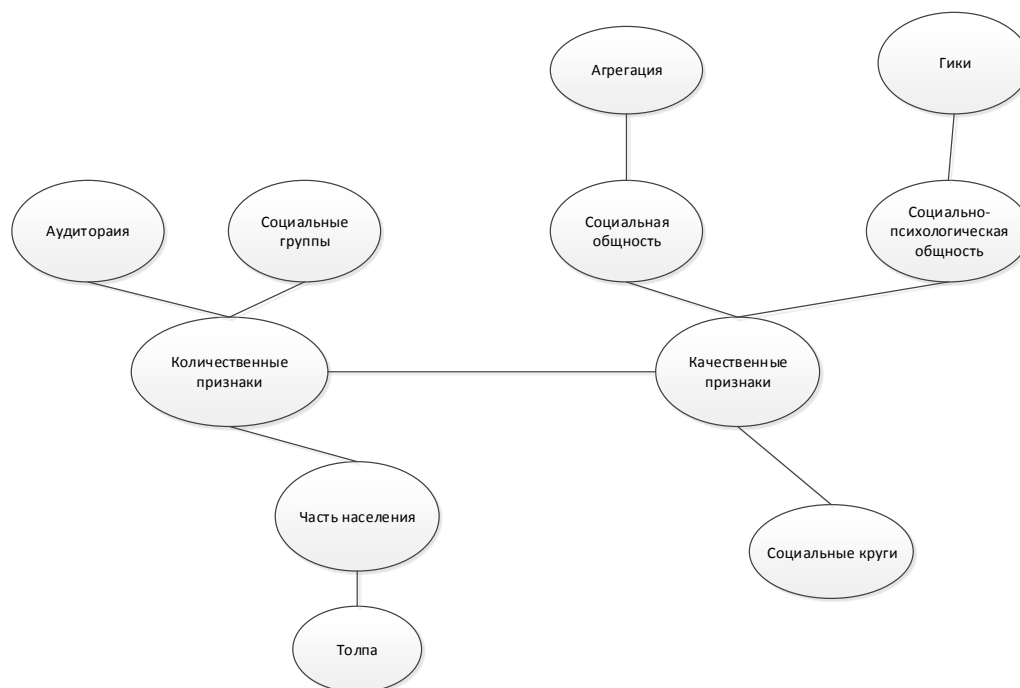 Агрегация
Гики
Аудитораия
Социальные
группы
Социальная
общность
Социально-
психологическая
общность
Количественные
признаки
Качественные
признаки
Часть населения
Социальные круги
Толпа